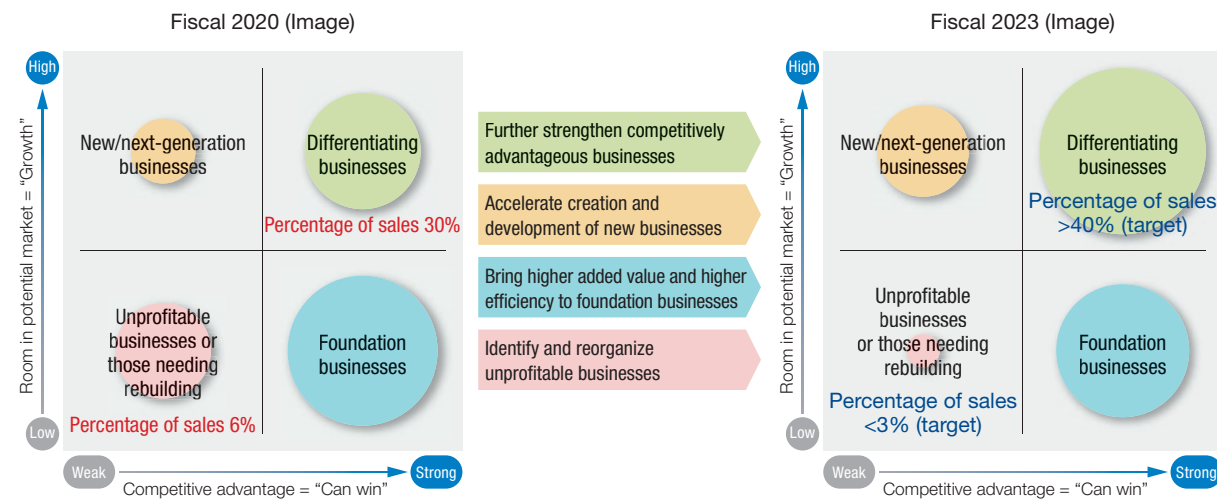 Fiscal 2020 (Image)
High
Room in potential market = “Growth”
Low
New/next-generation
businesses
Differentiating
businesses
Percentage of sales 30%
Unprofitable
businesses or
those needing
rebuilding
Percentage of sales 6%
Foundation
businesses
Weak
Strong
Competitive advantage = “Can win”
Further strengthen competitively
advantageous businesses
Accelerate creation and
development of new businesses
Bring higher added value and higher
efficiency to foundation businesses
Identify and reorganize
unprofitable businesses
Fiscal 2023 (Image)
High
Room in potential market = “Growth”
Low
New/next-generation
businesses
Differentiating
businesses
Percentage of sales
>40% (target)
Unprofitable
businesses
or those needing
rebuilding
Percentage of sales
<3% (target)
Foundation
businesses
Weak
Strong
Competitive advantage = “Can win”